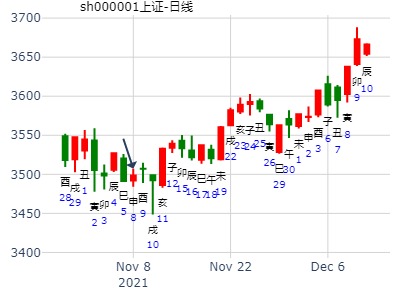 sh000001上证-日线
3700
3650
3600
3550
3500
3450
3400
酉
28
戌
29
丑
1
寅
2
卯
3
辰
4
巳
5
申
8
酉
9
戌
10
亥
11
子
12
卯
15
辰
16
巳
17
午
18
未
19
戌
22
亥
23
子
24
丑
25
寅
26
巳
29
午
30
未
1
申
2
酉
3
子
6
丑
7
寅
8
卯
9
辰
10
Nov 8
2021
Nov 22
Dec 6